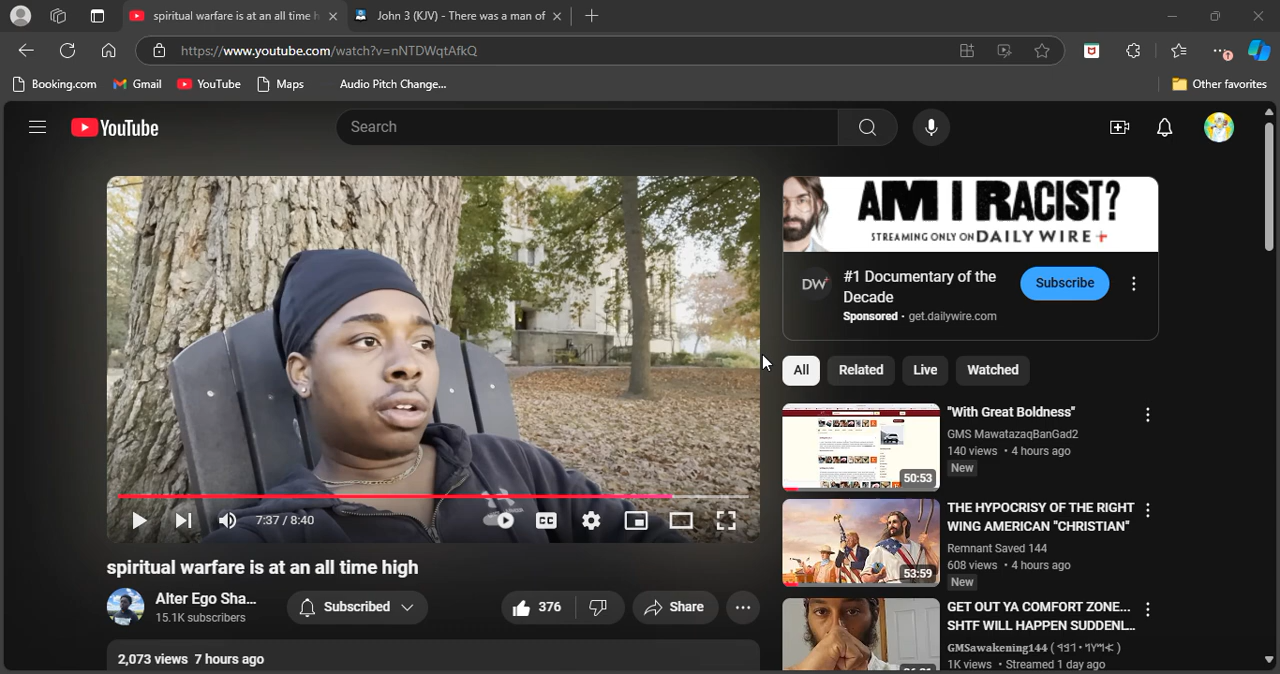 spiritual warfare is at an all time h
John 3 (KJV) - There was a man of
https://www.youtube.com/watch?v=nNTDWqtAfkQ
Booking.com
Gmail
YouTube
Maps
Audio Pitch Change...
Other favorites
YouTube
Search
AM I RACIST?
STREAMING ONLY ON DAILY WIRE +
DW+
#1 Documentary of the
Decade
Sponsored · get.dailywire.com
Subscribe
All
Related
Live
Watched
"With Great Boldness"
GMS MawatazaqBanGad2
140 views · 4 hours ago
New
50:53
THE HYPOCRISY OF THE RIGHT
WING AMERICAN "CHRISTIAN"
Remnant Saved 144
608 views · 4 hours ago
New
53:59
GET OUT YA COMFORT ZONE...
SHTF WILL HAPPEN SUDDENL...
1K views · Streamed 1 day ago
7:37 / 8:40
CC
spiritual warfare is at an all time high
Alter Ego Sha...
15.1K subscribers
Subscribed
376
Share
2,073 views 7 hours ago